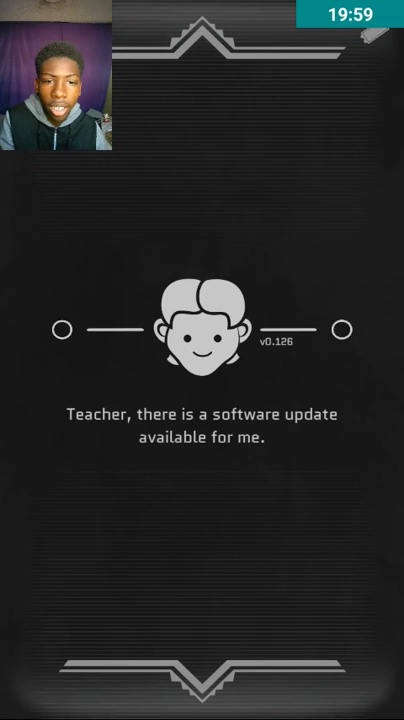 19:59
v0.126
Teacher, there is a software update
available for me.